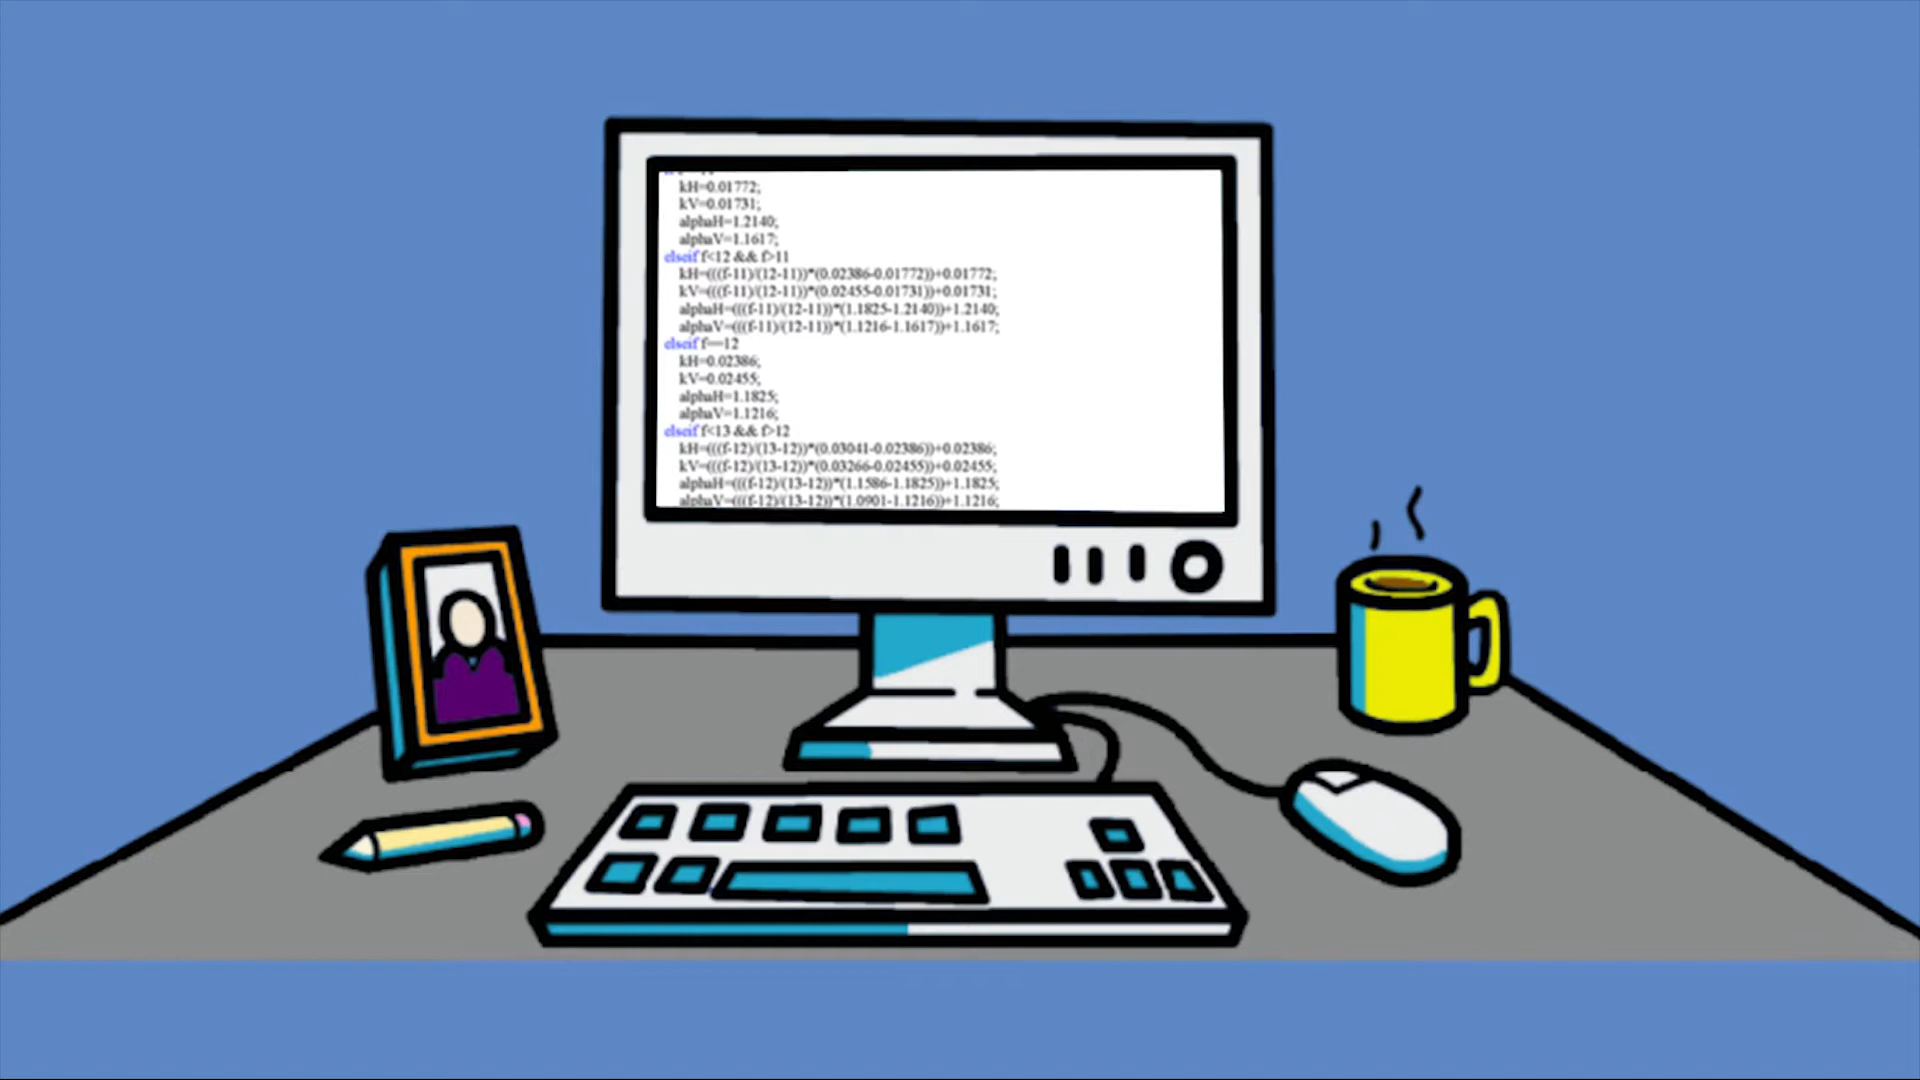 kH=0.01772;
kV=0.01731;
alphaH=1.2140;
alphaV=1.1617;
elseif f<12 && f>11
kH=(((f-11)/(12-11))*(0.02386-0.01772))+0.01772;
kV=(((f-11)/(12-11))*(0.02455-0.01731))+0.01731;
alphaH=(((f-11)/(12-11))*(1.1825-1.2140))+1.2140;
alphaV=(((f-11)/(12-11))*(1.1216-1.1617))+1.1617;
elseif f==12
kH=0.02386;
kV=0.02455;
alphaH=1.1825;
alphaV=1.1216;
elseif f<13 && f>12
kH=(((f-12)/(13-12))*(0.03041-0.02386))+0.02386;
kV=(((f-12)/(13-12))*(0.03266-0.02455))+0.02455;
alphaH=(((f-12)/(13-12))*(1.1586-1.1825))+1.1825;
alphaV=(((f-12)/(13-12))*(1.0901-1.1216))+1.1216;